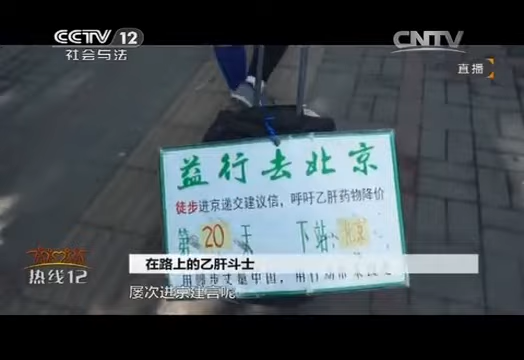 CCTV 12
社会与法
CNTV
直播
益行去北京
徒步进京递交建议信，呼吁乙肝药物降价
第 20 天 下站：北京
热线12
在路上的乙肝斗士
屡次进京建言呢